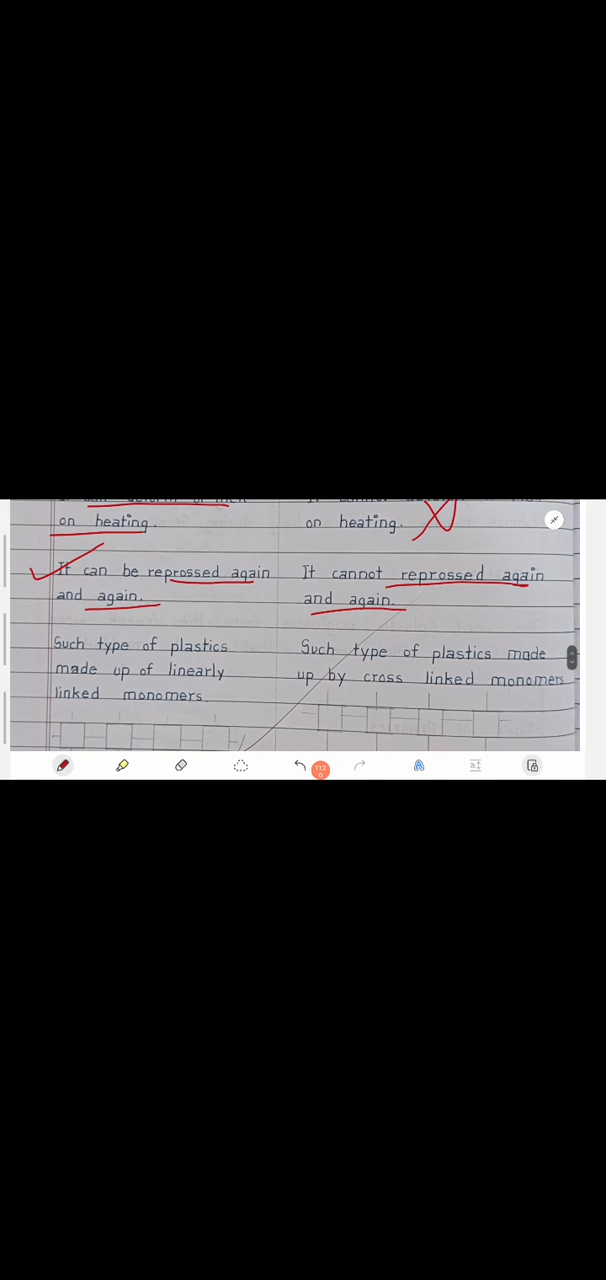 on heating.
It can be reprossed again
and again.
Such type of plastics
made up of linearly
linked monomers.
on heating.
It cannot reprossed again
and again.
Such type of plastics made
up by cross linked monomers